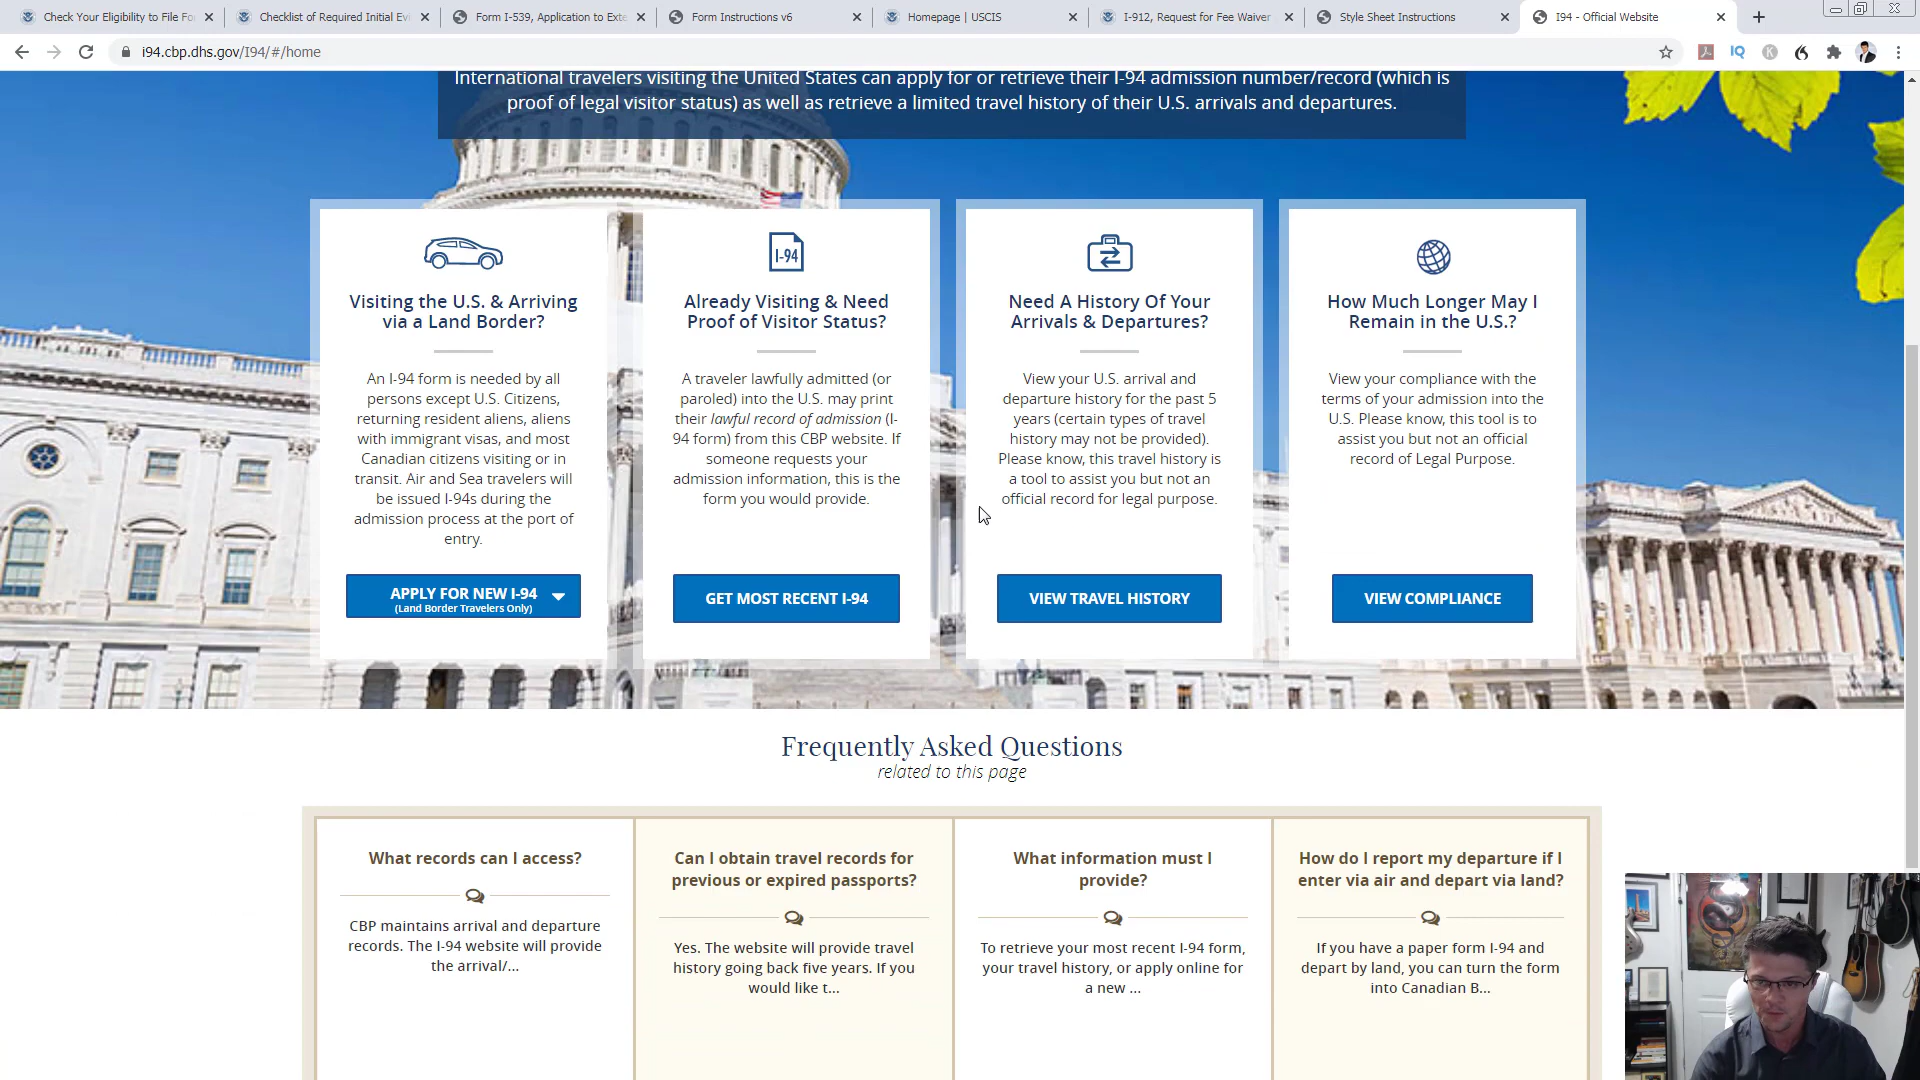 Check Your Eligibility to File Fo
Checklist of Required Initial Evi
Form I-539, Application to Exte
Form Instructions v6
Homepage | USCIS
I-912, Request for Fee Waiver
Style Sheet Instructions
I94 - Official Website
i94.cbp.dhs.gov/I94/#/home
International travelers visiting the United States can apply for or retrieve their I-94 admission number/record (which is
proof of legal visitor status) as well as retrieve a limited travel history of their U.S. arrivals and departures.
Visiting the U.S. & Arriving
via a Land Border?
An I-94 form is needed by all
persons except U.S. Citizens,
returning resident aliens, aliens
with immigrant visas, and most
Canadian citizens visiting or in
transit. Air and Sea travelers will
be issued I-94s during the
admission process at the port of
entry.
APPLY FOR NEW I-94
(Land Border Travelers Only)
I-94
Already Visiting & Need
Proof of Visitor Status?
A traveler lawfully admitted (or
paroled) into the U.S. may print
their lawful record of admission (I-
94 form) from this CBP website. If
someone requests your
admission information, this is the
form you would provide.
GET MOST RECENT I-94
Need A History Of Your
Arrivals & Departures?
View your U.S. arrival and
departure history for the past 5
years (certain types of travel
history may not be provided).
Please know, this travel history is
a tool to assist you but not an
official record for legal purpose.
VIEW TRAVEL HISTORY
How Much Longer May I
Remain in the U.S.?
View your compliance with the
terms of your admission into the
U.S. Please know, this tool is to
assist you but not an official
record of Legal Purpose.
VIEW COMPLIANCE
Frequently Asked Questions
related to this page
What records can I access?
CBP maintains arrival and departure
records. The I-94 website will provide
the arrival/...
Can I obtain travel records for
previous or expired passports?
Yes. The website will provide travel
history going back five years. If you
would like t...
What information must I
provide?
To retrieve your most recent I-94 form,
your travel history, or apply online for
a new ...
How do I report my departure if I
enter via air and depart via land?
If you have a paper form I-94 and
depart by land, you can turn the form
into Canadian B...